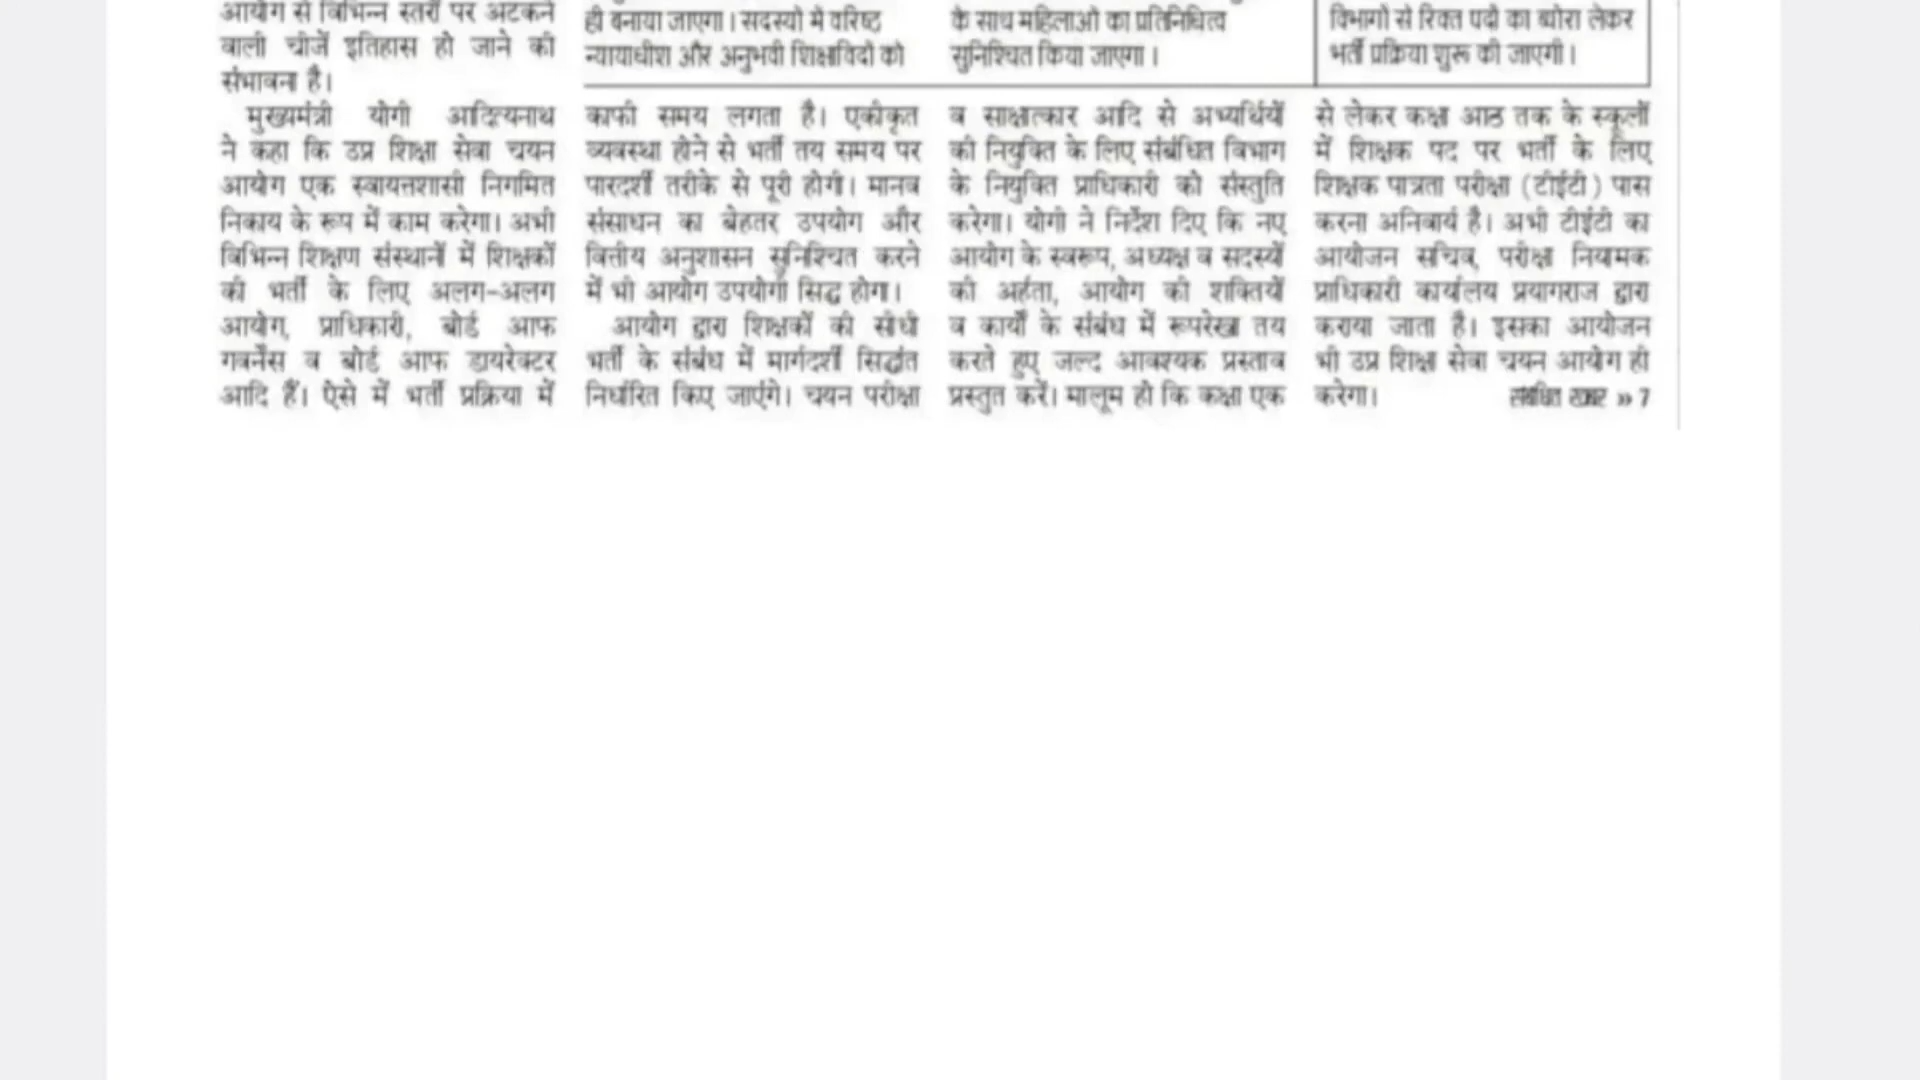 आयोग से विभिन्न स्तरों पर अटकने
वाली चीजें इतिहास हो जाने की
संभावना है।
मुख्यमंत्री योगी आदित्यनाथ
ने कहा कि उप्र शिक्षा सेवा चयन
आयोग एक स्वायत्तशासी निगमित
निकाय के रूप में काम करेगा। अभी
विभिन्न शिक्षण संस्थानों में शिक्षकों
की भर्ती के लिए अलग-अलग
आयोग, प्राधिकारी, बोर्ड आफ
गवर्नेंस व बोर्ड आफ डायरेक्टर
आदि हैं। ऐसे में भर्ती प्रक्रिया में
ही बनाया जाएगा। सदस्यों में वरिष्ठ
न्यायाधीश और अनुभवी शिक्षाविदों को
के साथ महिलाओं का प्रतिनिधित्व
सुनिश्चित किया जाएगा।
विभागों से रिक्त पदों का ब्योरा लेकर
भर्ती प्रक्रिया शुरू की जाएगी।
काफी समय लगता है। एकीकृत
व्यवस्था होने से भर्ती तय समय पर
पारदर्शी तरीके से पूरी होगी। मानव
संसाधन का बेहतर उपयोग और
वित्तीय अनुशासन सुनिश्चित करने
में भी आयोग उपयोगी सिद्ध होगा।
आयोग द्वारा शिक्षकों की सीधी
भर्ती के संबंध में मार्गदर्शी सिद्धांत
निर्धारित किए जाएंगे। चयन परीक्षा
व साक्षात्कार आदि से अभ्यर्थियों
की नियुक्ति के लिए संबंधित विभाग
के नियुक्ति प्राधिकारी को संस्तुति
करेगा। योगी ने निर्देश दिए कि नए
आयोग के स्वरूप, अध्यक्ष व सदस्यों
की अर्हता, आयोग की शक्तियों
व कार्यों के संबंध में रूपरेखा तय
करते हुए जल्द आवश्यक प्रस्ताव
प्रस्तुत करें। मालूम हो कि कक्षा एक
से लेकर कक्षा आठ तक के स्कूलों
में शिक्षक पद पर भर्ती के लिए
शिक्षक पात्रता परीक्षा (टीईटी) पास
करना अनिवार्य है। अभी टीईटी का
आयोजन सचिव, परीक्षा नियामक
प्राधिकारी कार्यालय प्रयागराज द्वारा
कराया जाता है। इसका आयोजन
भी उप्र शिक्षा सेवा चयन आयोग ही
करेगा। संबंधित खबर »7